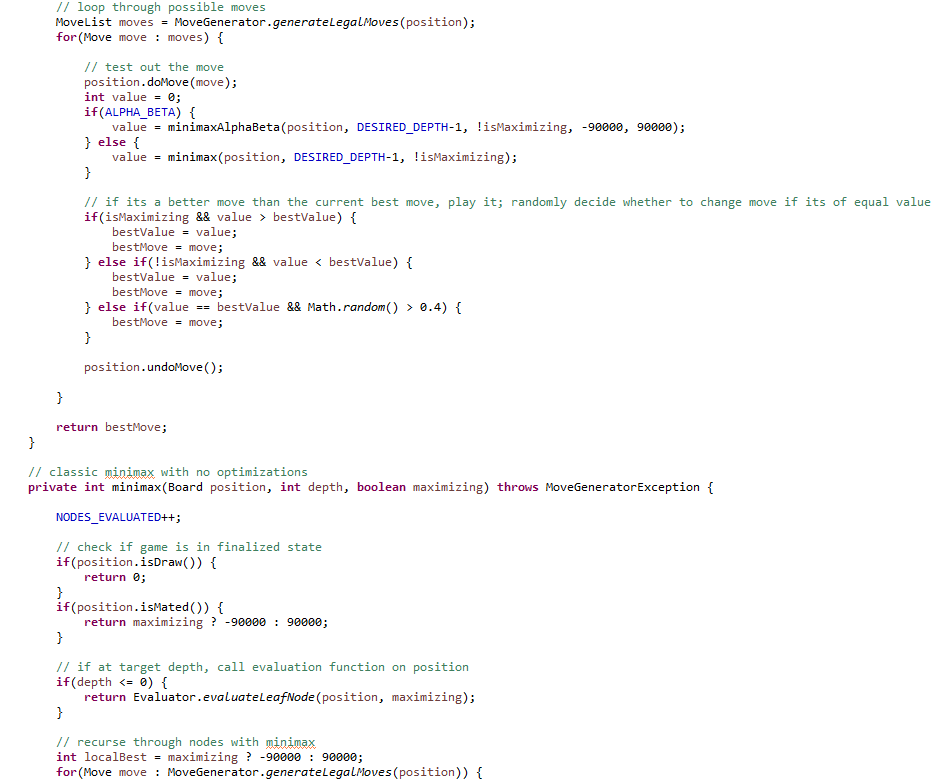 // loop through possible moves
MoveList moves = MoveGenerator.generateLegalMoves(position);
for(Move move : moves) {
// test out the move
position.doMove(move);
int value = 0;
if(ALPHA_BETA) {
value = minimaxAlphaBeta(position, DESIRED_DEPTH-1, !isMaximizing, -90000, 90000);
} else {
value = minimax(position, DESIRED_DEPTH-1, !isMaximizing);
}
// if its a better move than the current best move, play it; randomly decide whether to change move if its of equal value
if(isMaximizing && value > bestValue) {
bestValue = value;
bestMove = move;
} else if(!isMaximizing && value < bestValue) {
bestValue = value;
bestMove = move;
} else if(value == bestValue && Math.random() > 0.4) {
bestMove = move;
}
position.undoMove();
}
return bestMove;
}
// classic minimax with no optimizations
private int minimax(Board position, int depth, boolean maximizing) throws MoveGeneratorException {
NODES_EVALUATED++;
// check if game is in finalized state
if(position.isDraw()) {
return 0;
}
if(position.isMated()) {
return maximizing ? -90000 : 90000;
}
// if at target depth, call evaluation function on position
if(depth <= 0) {
return Evaluator.evaluateLeafNode(position, maximizing);
}
// recurse through nodes with minimax
int localBest = maximizing ? -90000 : 90000;
for(Move move : MoveGenerator.generateLegalMoves(position)) {